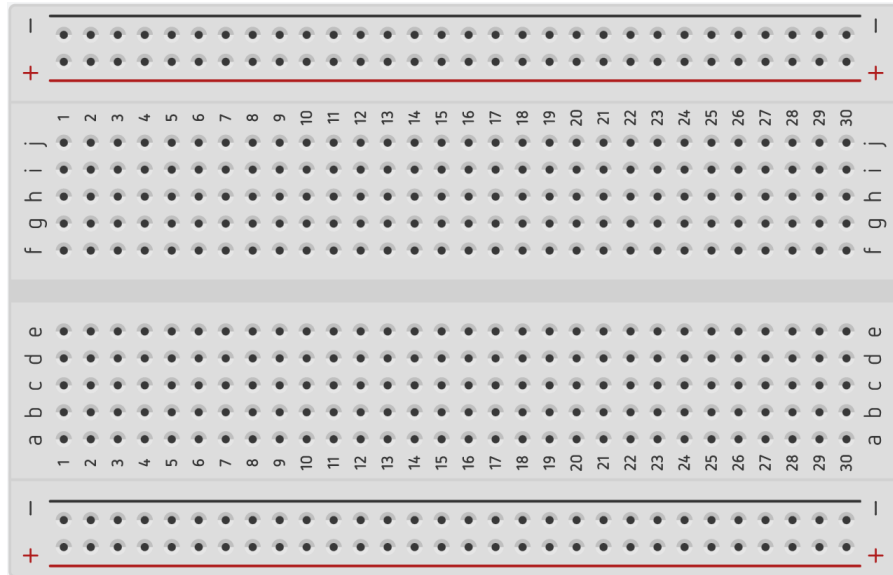 − −
+ +
1 2 3 4 5 6 7 8 9 10 11 12 13 14 15 16 17 18 19 20 21 22 23 24 25 26 27 28 29 30
j j
i i
h h
g g
f f
e e
d d
c c
b b
a a
1 2 3 4 5 6 7 8 9 10 11 12 13 14 15 16 17 18 19 20 21 22 23 24 25 26 27 28 29 30
− −
+ +